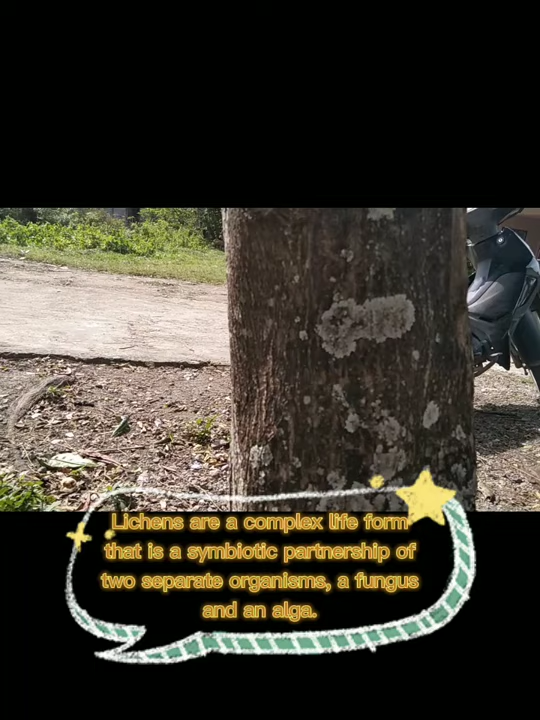 Lichens are a complex life form
that is a symbiotic partnership of
two separate organisms, a fungus
and an alga.